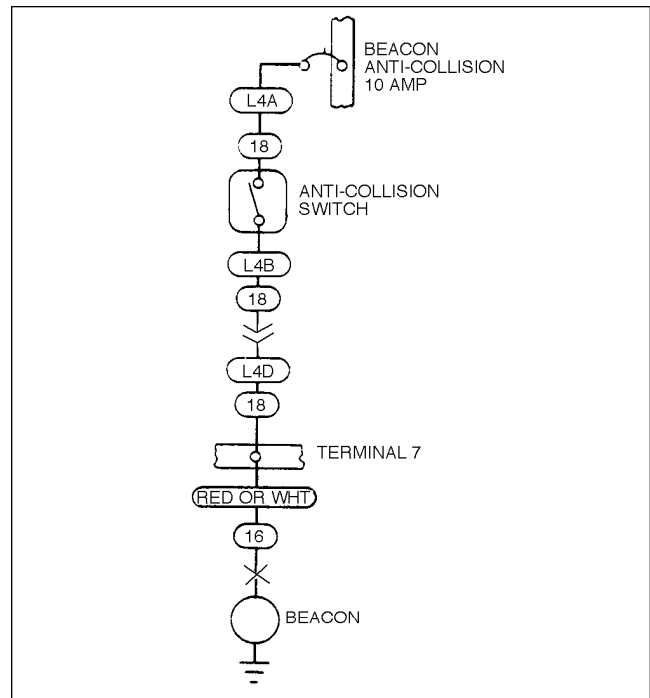 BEACON
ANTI-COLLISION
10 AMP
L4A
18
ANTI-COLLISION
SWITCH
L4B
18
L4D
18
TERMINAL 7
RED OR WHT
16
BEACON